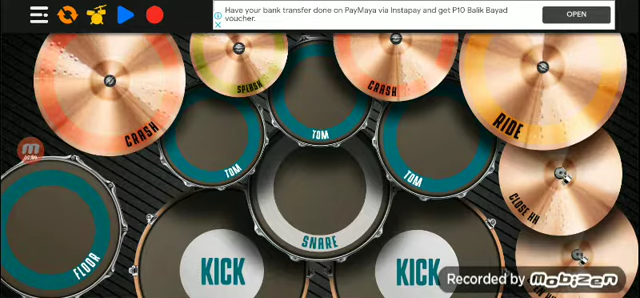 Have your bank transfer done on PayMaya via Instapay and get P10 Balik Bayad
voucher.
OPEN
CRASH
SPLASH
CRASH
RIDE
TOM
TOM
TOM
CLOSE HH
SNARE
FLOOR
KICK
KICK
Recorded by mobizen